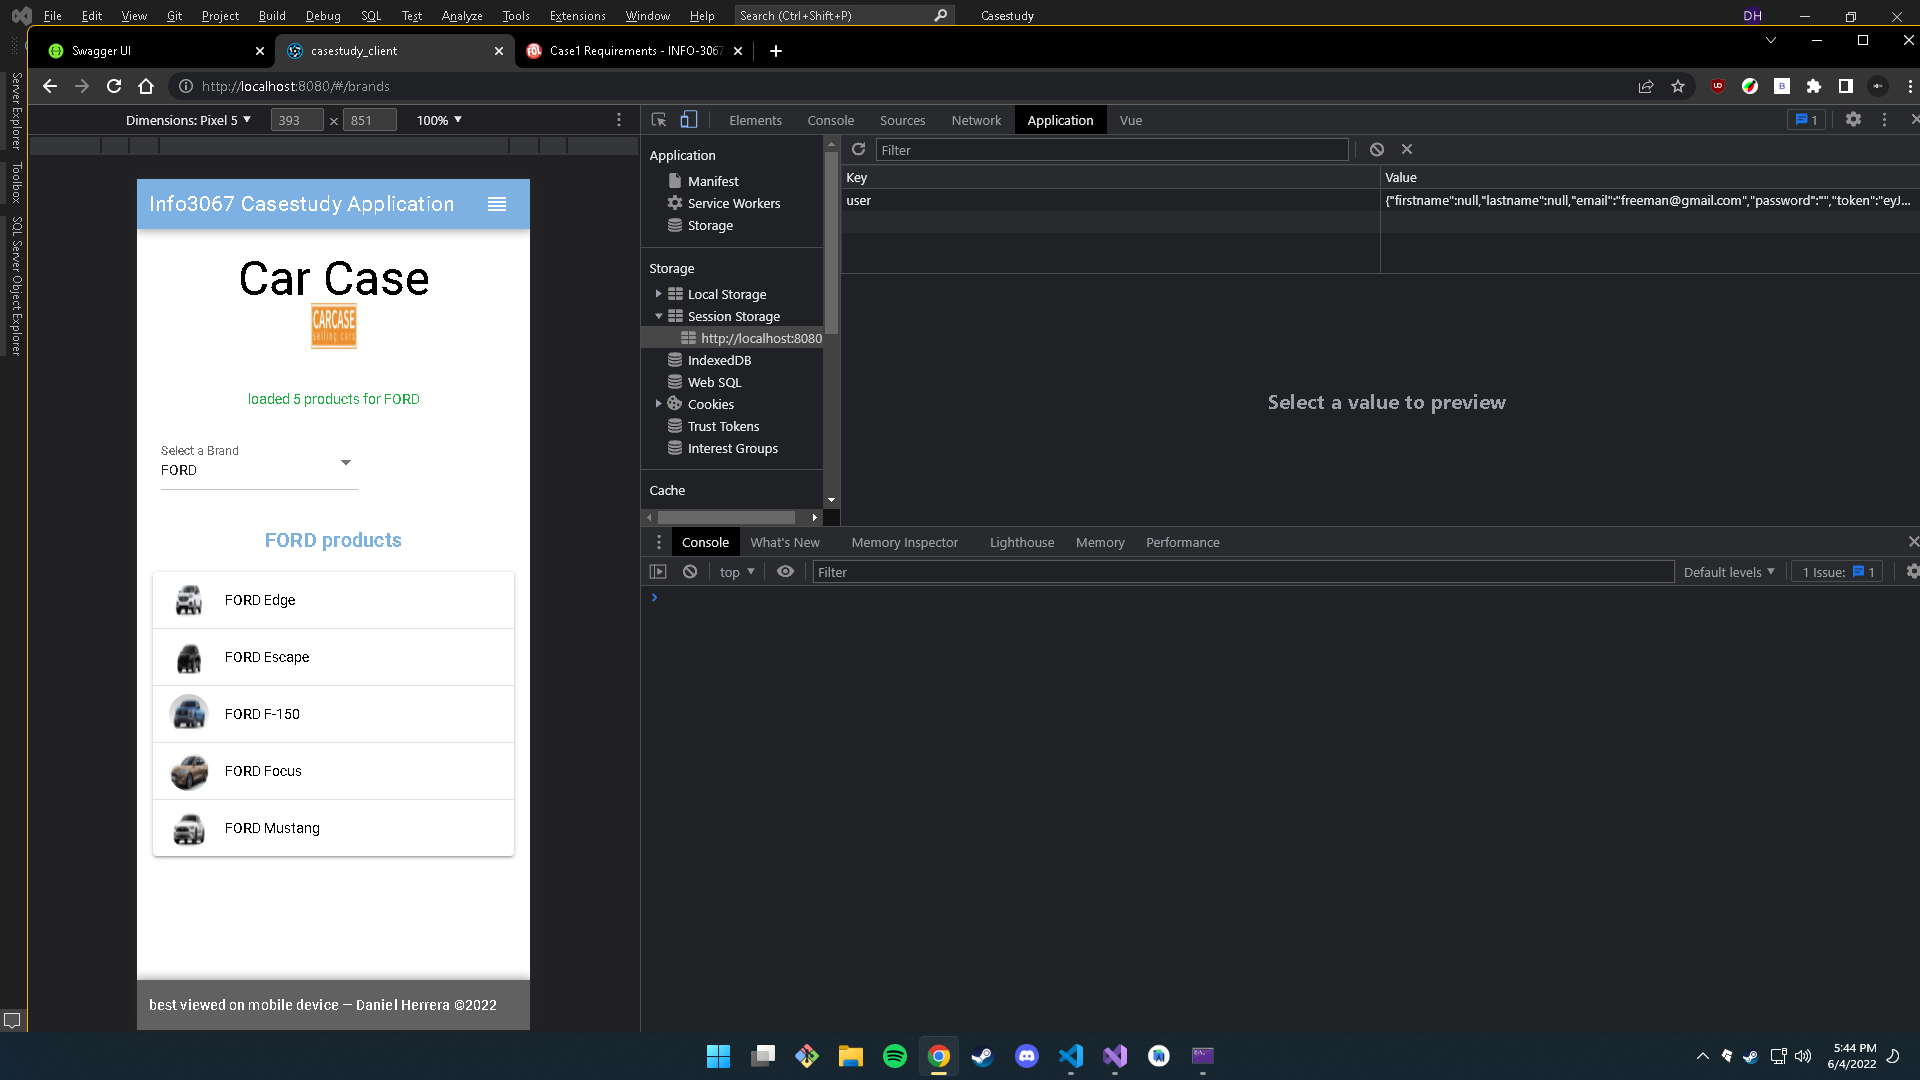 File Edit View Git Project Build Debug SQL Test Analyze Tools Extensions Window Help Search (Ctrl+Shift+P) Casestudy DH
Swagger UI casestudy_client Case1 Requirements - INFO-3067
http://localhost:8080/#/brands
Server Explorer
Toolbox
SQL Server Object Explorer
Dimensions: Pixel 5 393 × 851 100%
Info3067 Casestudy Application
Car Case
CARCASE
selling cars
loaded 5 products for FORD
Select a Brand
FORD
FORD products
FORD Edge
FORD Escape
FORD F-150
FORD Focus
FORD Mustang
best viewed on mobile device — Daniel Herrera ©2022
Elements Console Sources Network Application Vue 1
Application
Manifest
Service Workers
Storage
Storage
Local Storage
Session Storage
http://localhost:8080
IndexedDB
Web SQL
Cookies
Trust Tokens
Interest Groups
Cache
Filter
Key Value
user {"firstname":null,"lastname":null,"email":"freeman@gmail.com","password":"","token":"eyJ...
Select a value to preview
Console What's New Memory Inspector Lighthouse Memory Performance
top Filter Default levels 1 Issue: 1
5:44 PM
6/4/2022